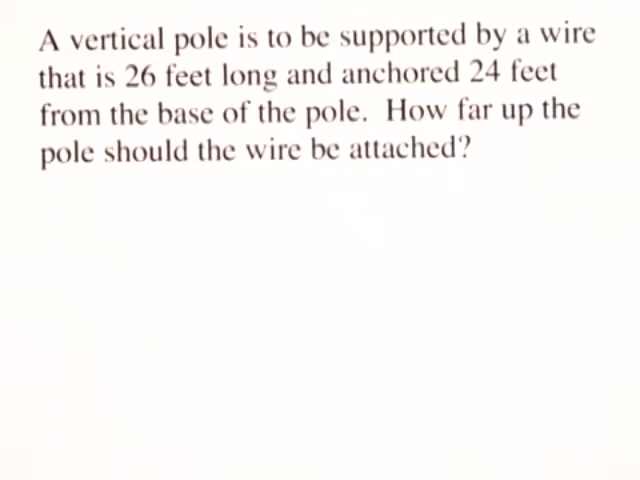 A vertical pole is to be supported by a wire
that is 26 feet long and anchored 24 feet
from the base of the pole.  How far up the
pole should the wire be attached?